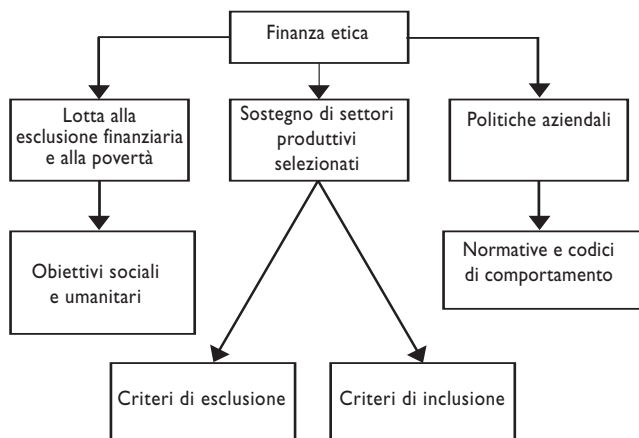 Finanza etica
Lotta alla
esclusione finanziaria
e alla povertà
Sostegno di settori
produttivi
selezionati
Politiche aziendali
Obiettivi sociali
e umanitari
Normative e codici
di comportamento
Criteri di esclusione
Criteri di inclusione